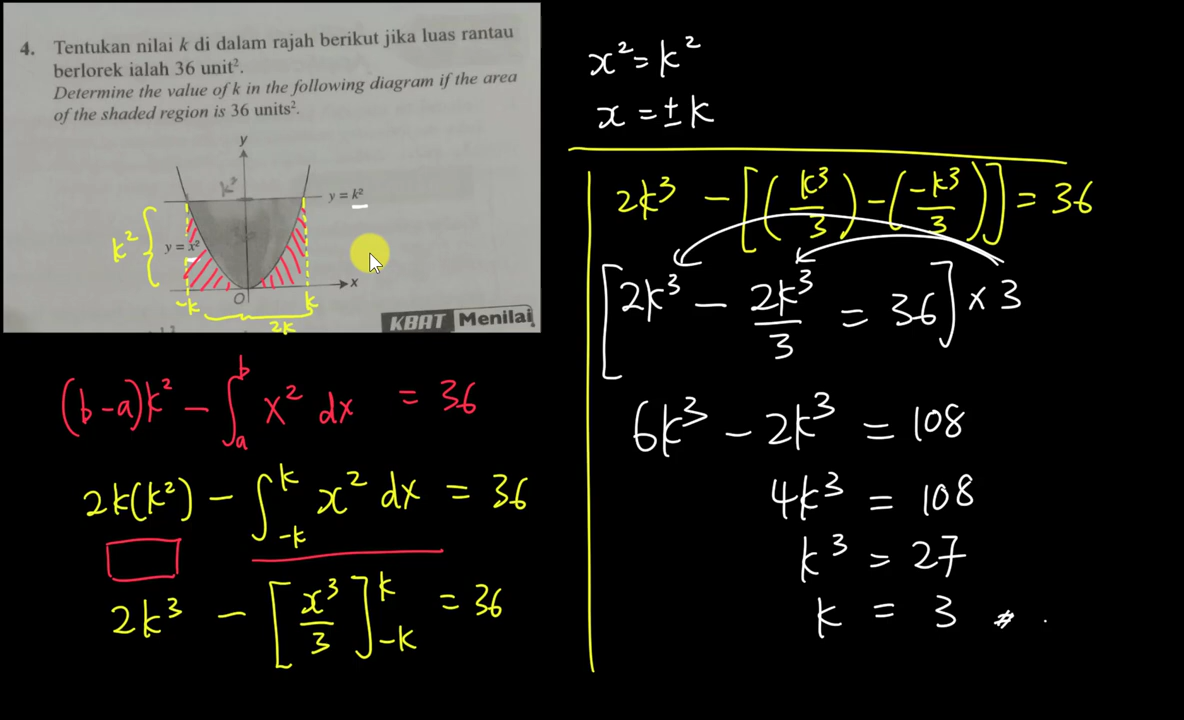 4. Tentukan nilai k di dalam rajah berikut jika luas rantau
berlorek ialah 36 unit².
Determine the value of k in the following diagram if the area
of the shaded region is 36 units².
y
k²
y = k²
k²
y = x²
O
x
-k
k
2k
KBAT Menilai
(b-a)k² - ∫ₐᵇ x² dx = 36
2k(k²) - ∫₋ₖᵏ x² dx = 36
2k³ - [x³/3]₋ₖᵏ = 36
x² = k²
x = ± k
2k³ - [(k³/3) - (-k³/3)] = 36
[2k³ - 2k³/3 = 36] × 3
6k³ - 2k³ = 108
4k³ = 108
k³ = 27
k = 3 #